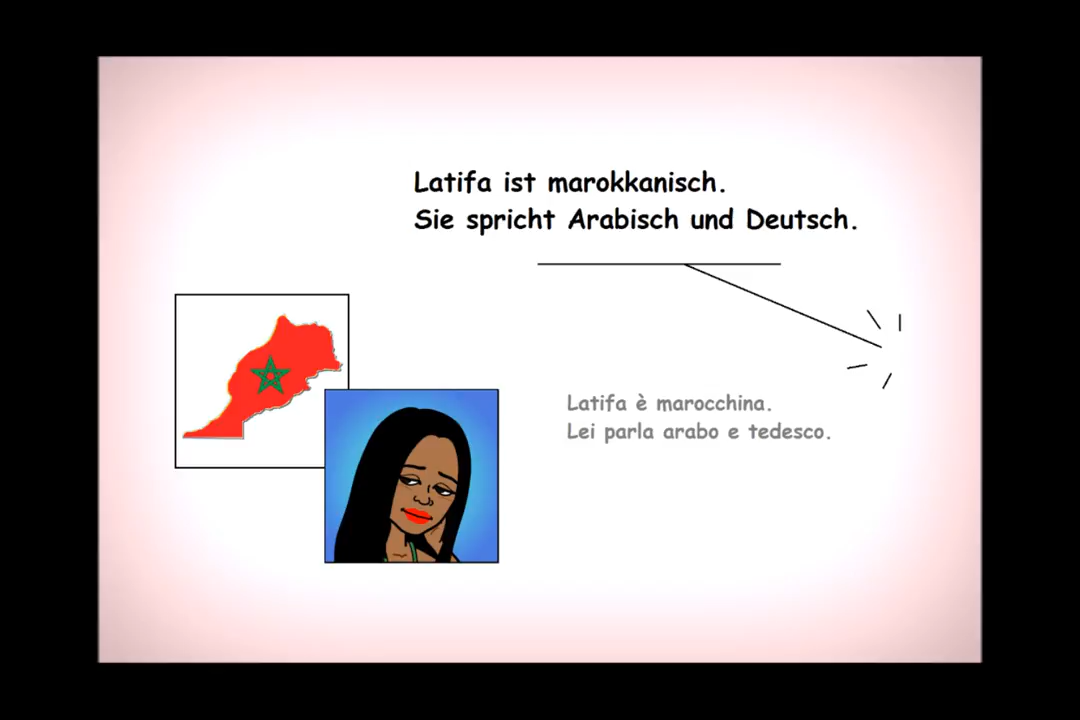 Latifa ist marokkanisch.
Sie spricht Arabisch und Deutsch.
Latifa è marocchina.
Lei parla arabo e tedesco.